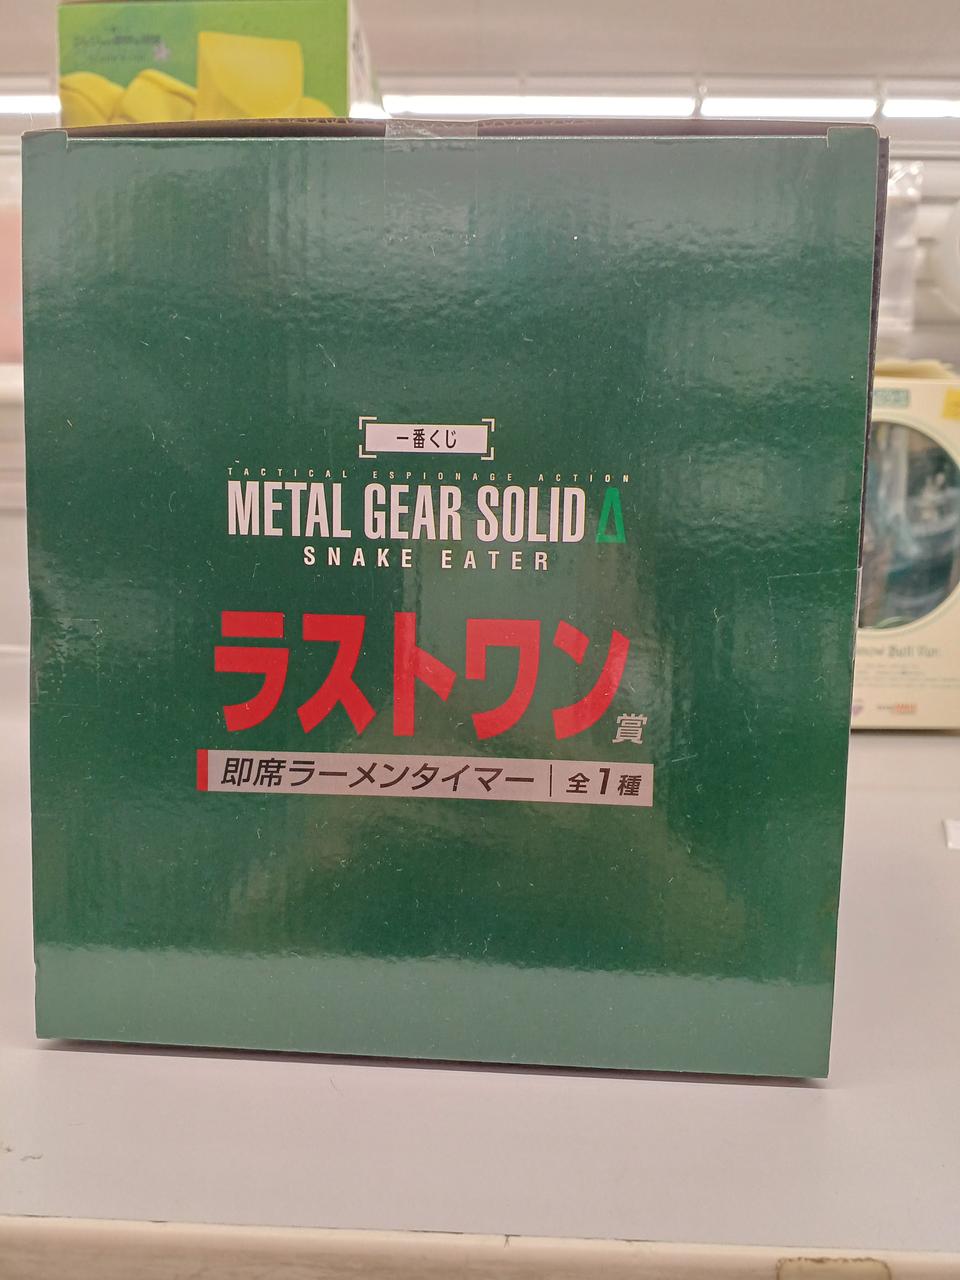 一番くじ
TACTICAL ESPIONAGE ACTION
METAL GEAR SOLID Δ
SNAKE EATER
ラストワン賞
即席ラーメンタイマー 全1種